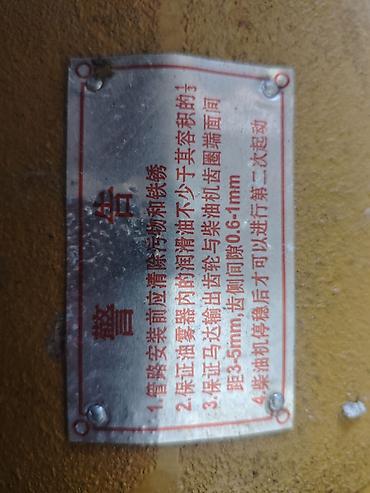 警告
1.管路安装前应清除污物和铁锈
2.保证油雾器内的润滑油不少于其容积的1/3
3.保证马达输出齿轮与柴油机齿圈端面间
距3-5mm,齿侧间隙0.6-1mm
4.柴油机停稳后才可以进行第二次起动